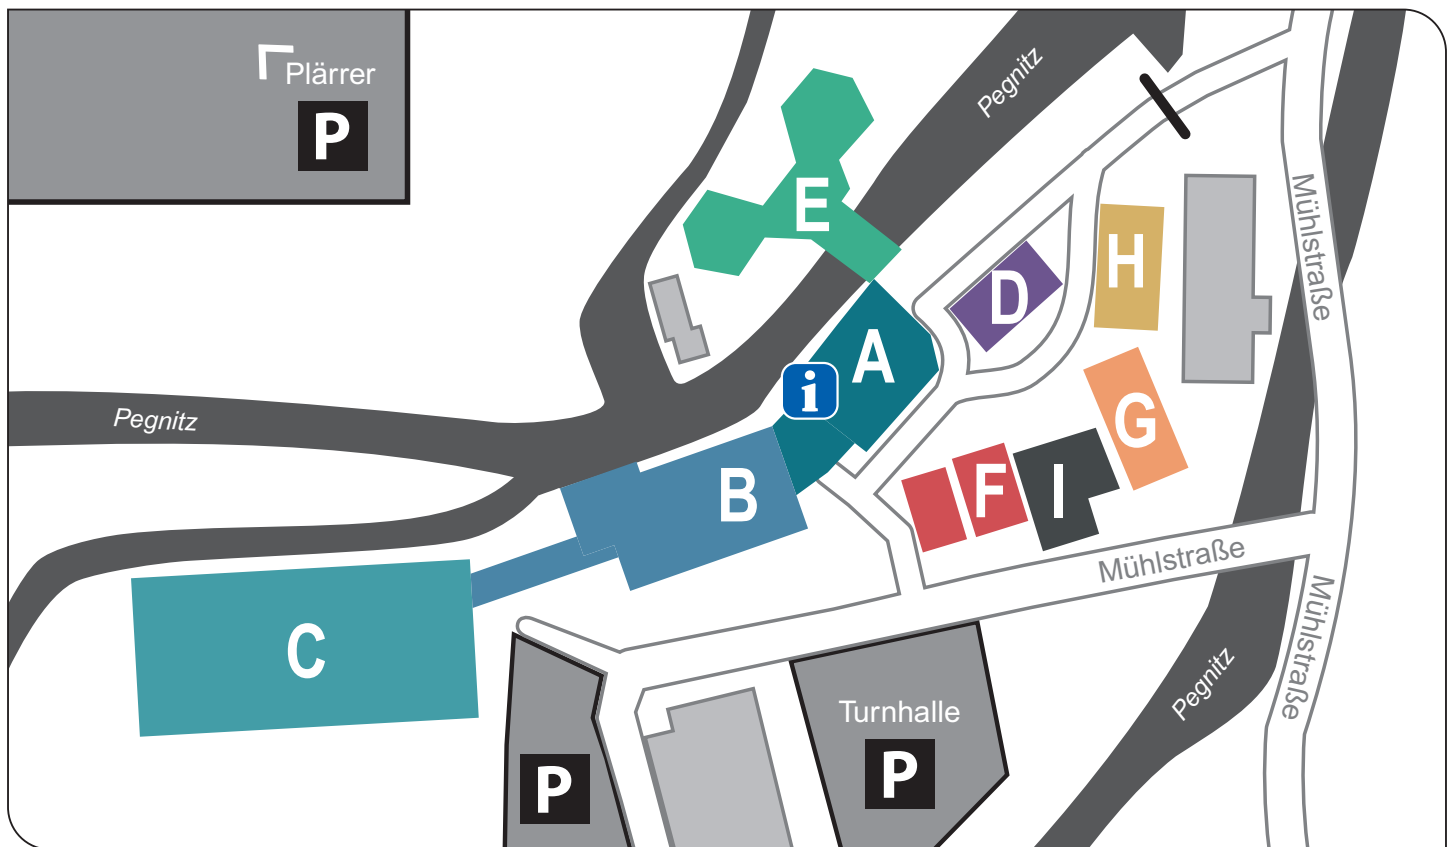 Plärrer
P
Pegnitz
E
Mühlstraße
H
D
A
i
G
Pegnitz
B
F
I
Mühlstraße
C
Mühlstraße
Pegnitz
Turnhalle
P
P